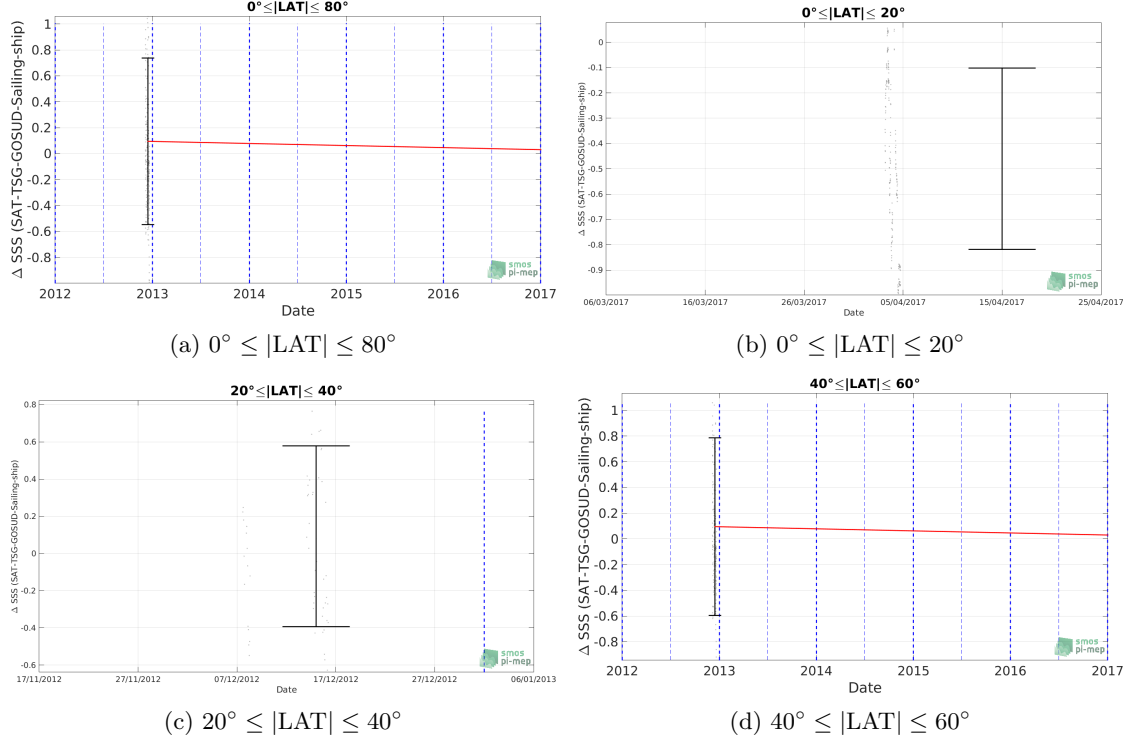 0°≤|LAT|≤ 80°
Δ SSS (SAT-TSG-GOSUD-Sailing-ship)
1
0.8
0.6
0.4
0.2
0
-0.2
-0.4
-0.6
-0.8
2012 2013 2014 2015 2016 2017
Date
smos
pi-mep
(a) 0° ≤ |LAT| ≤ 80°
0°≤|LAT|≤ 20°
Δ SSS (SAT-TSG-GOSUD-Sailing-ship)
0
-0.1
-0.2
-0.3
-0.4
-0.5
-0.6
-0.7
-0.8
-0.9
06/03/2017 16/03/2017 26/03/2017 05/04/2017 15/04/2017 25/04/2017
Date
smos
pi-mep
(b) 0° ≤ |LAT| ≤ 20°
20°≤|LAT|≤ 40°
Δ SSS (SAT-TSG-GOSUD-Sailing-ship)
0.8
0.6
0.4
0.2
0
-0.2
-0.4
-0.6
17/11/2012 27/11/2012 07/12/2012 17/12/2012 27/12/2012 06/01/2013
Date
smos
pi-mep
(c) 20° ≤ |LAT| ≤ 40°
40°≤|LAT|≤ 60°
Δ SSS (SAT-TSG-GOSUD-Sailing-ship)
1
0.8
0.6
0.4
0.2
0
-0.2
-0.4
-0.6
-0.8
2012 2013 2014 2015 2016 2017
Date
smos
pi-mep
(d) 40° ≤ |LAT| ≤ 60°